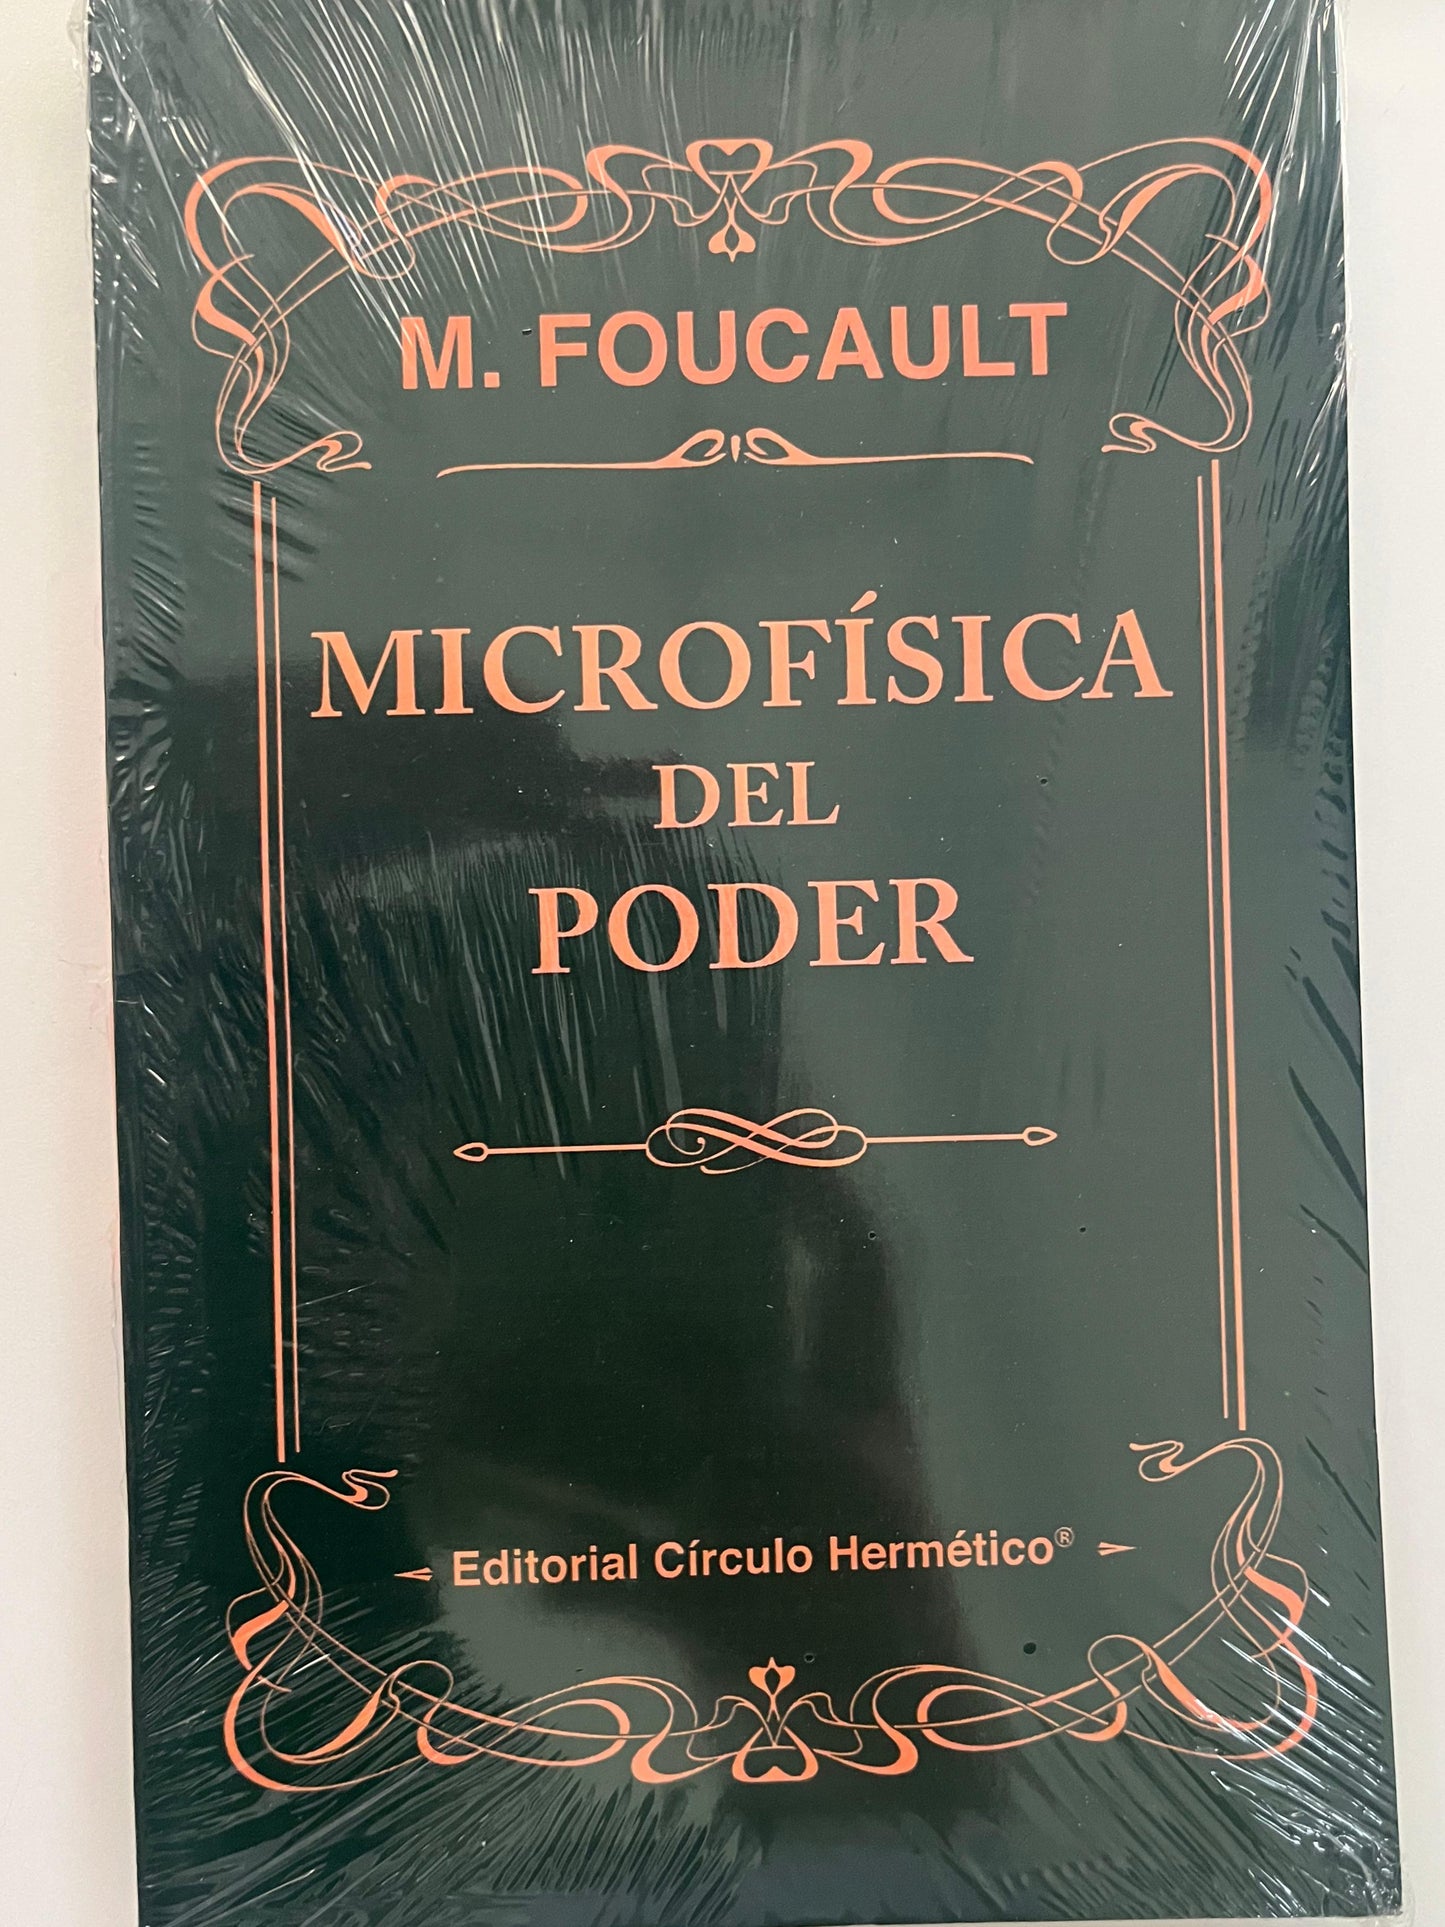 M. FOUCAULT
MICROFÍSICA
DEL
PODER
Editorial Círculo Hermético®